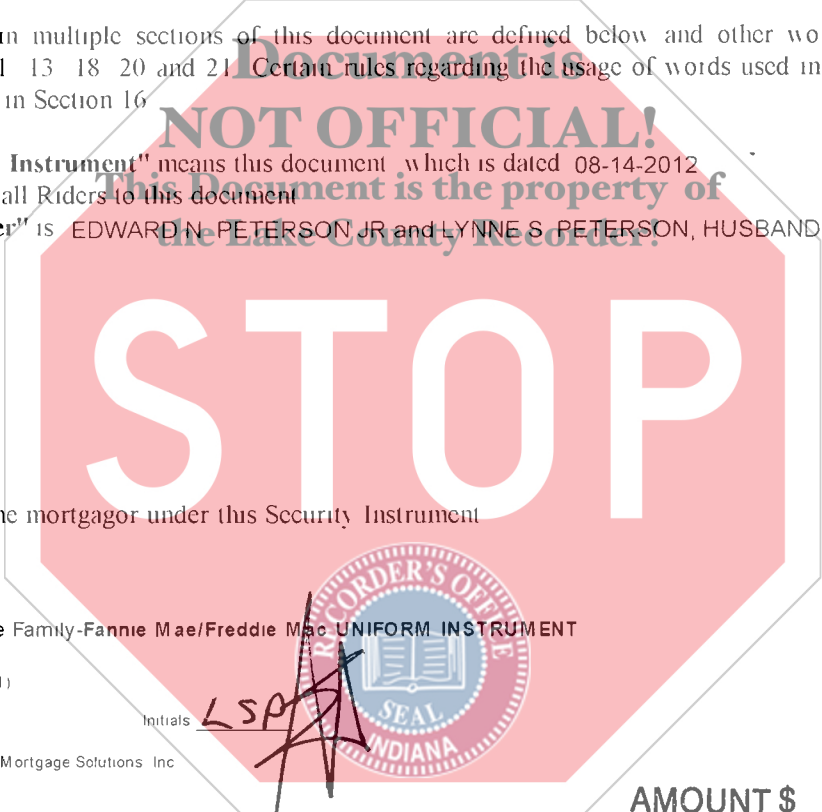 in multiple sections of this document are defined below and other wo
Document is
13 18 20 and 21 Certain rules regarding the usage of words used in
in Section 16
NOT OFFICIAL!
Instrument" means this document which is dated 08-14-2012
This Document is the property of
all Riders to this document
er" is EDWARD N PETERSON JR and LYNNE S PETERSON, HUSBAND
the Lake County Recorder!
STOP
he mortgagor under this Security Instrument
RECORDER'S OFFICE
e Family-Fannie Mae/Freddie Mac UNIFORM INSTRUMENT
Initials LSP
SEAL
INDIANA
Mortgage Solutions Inc
AMOUNT $